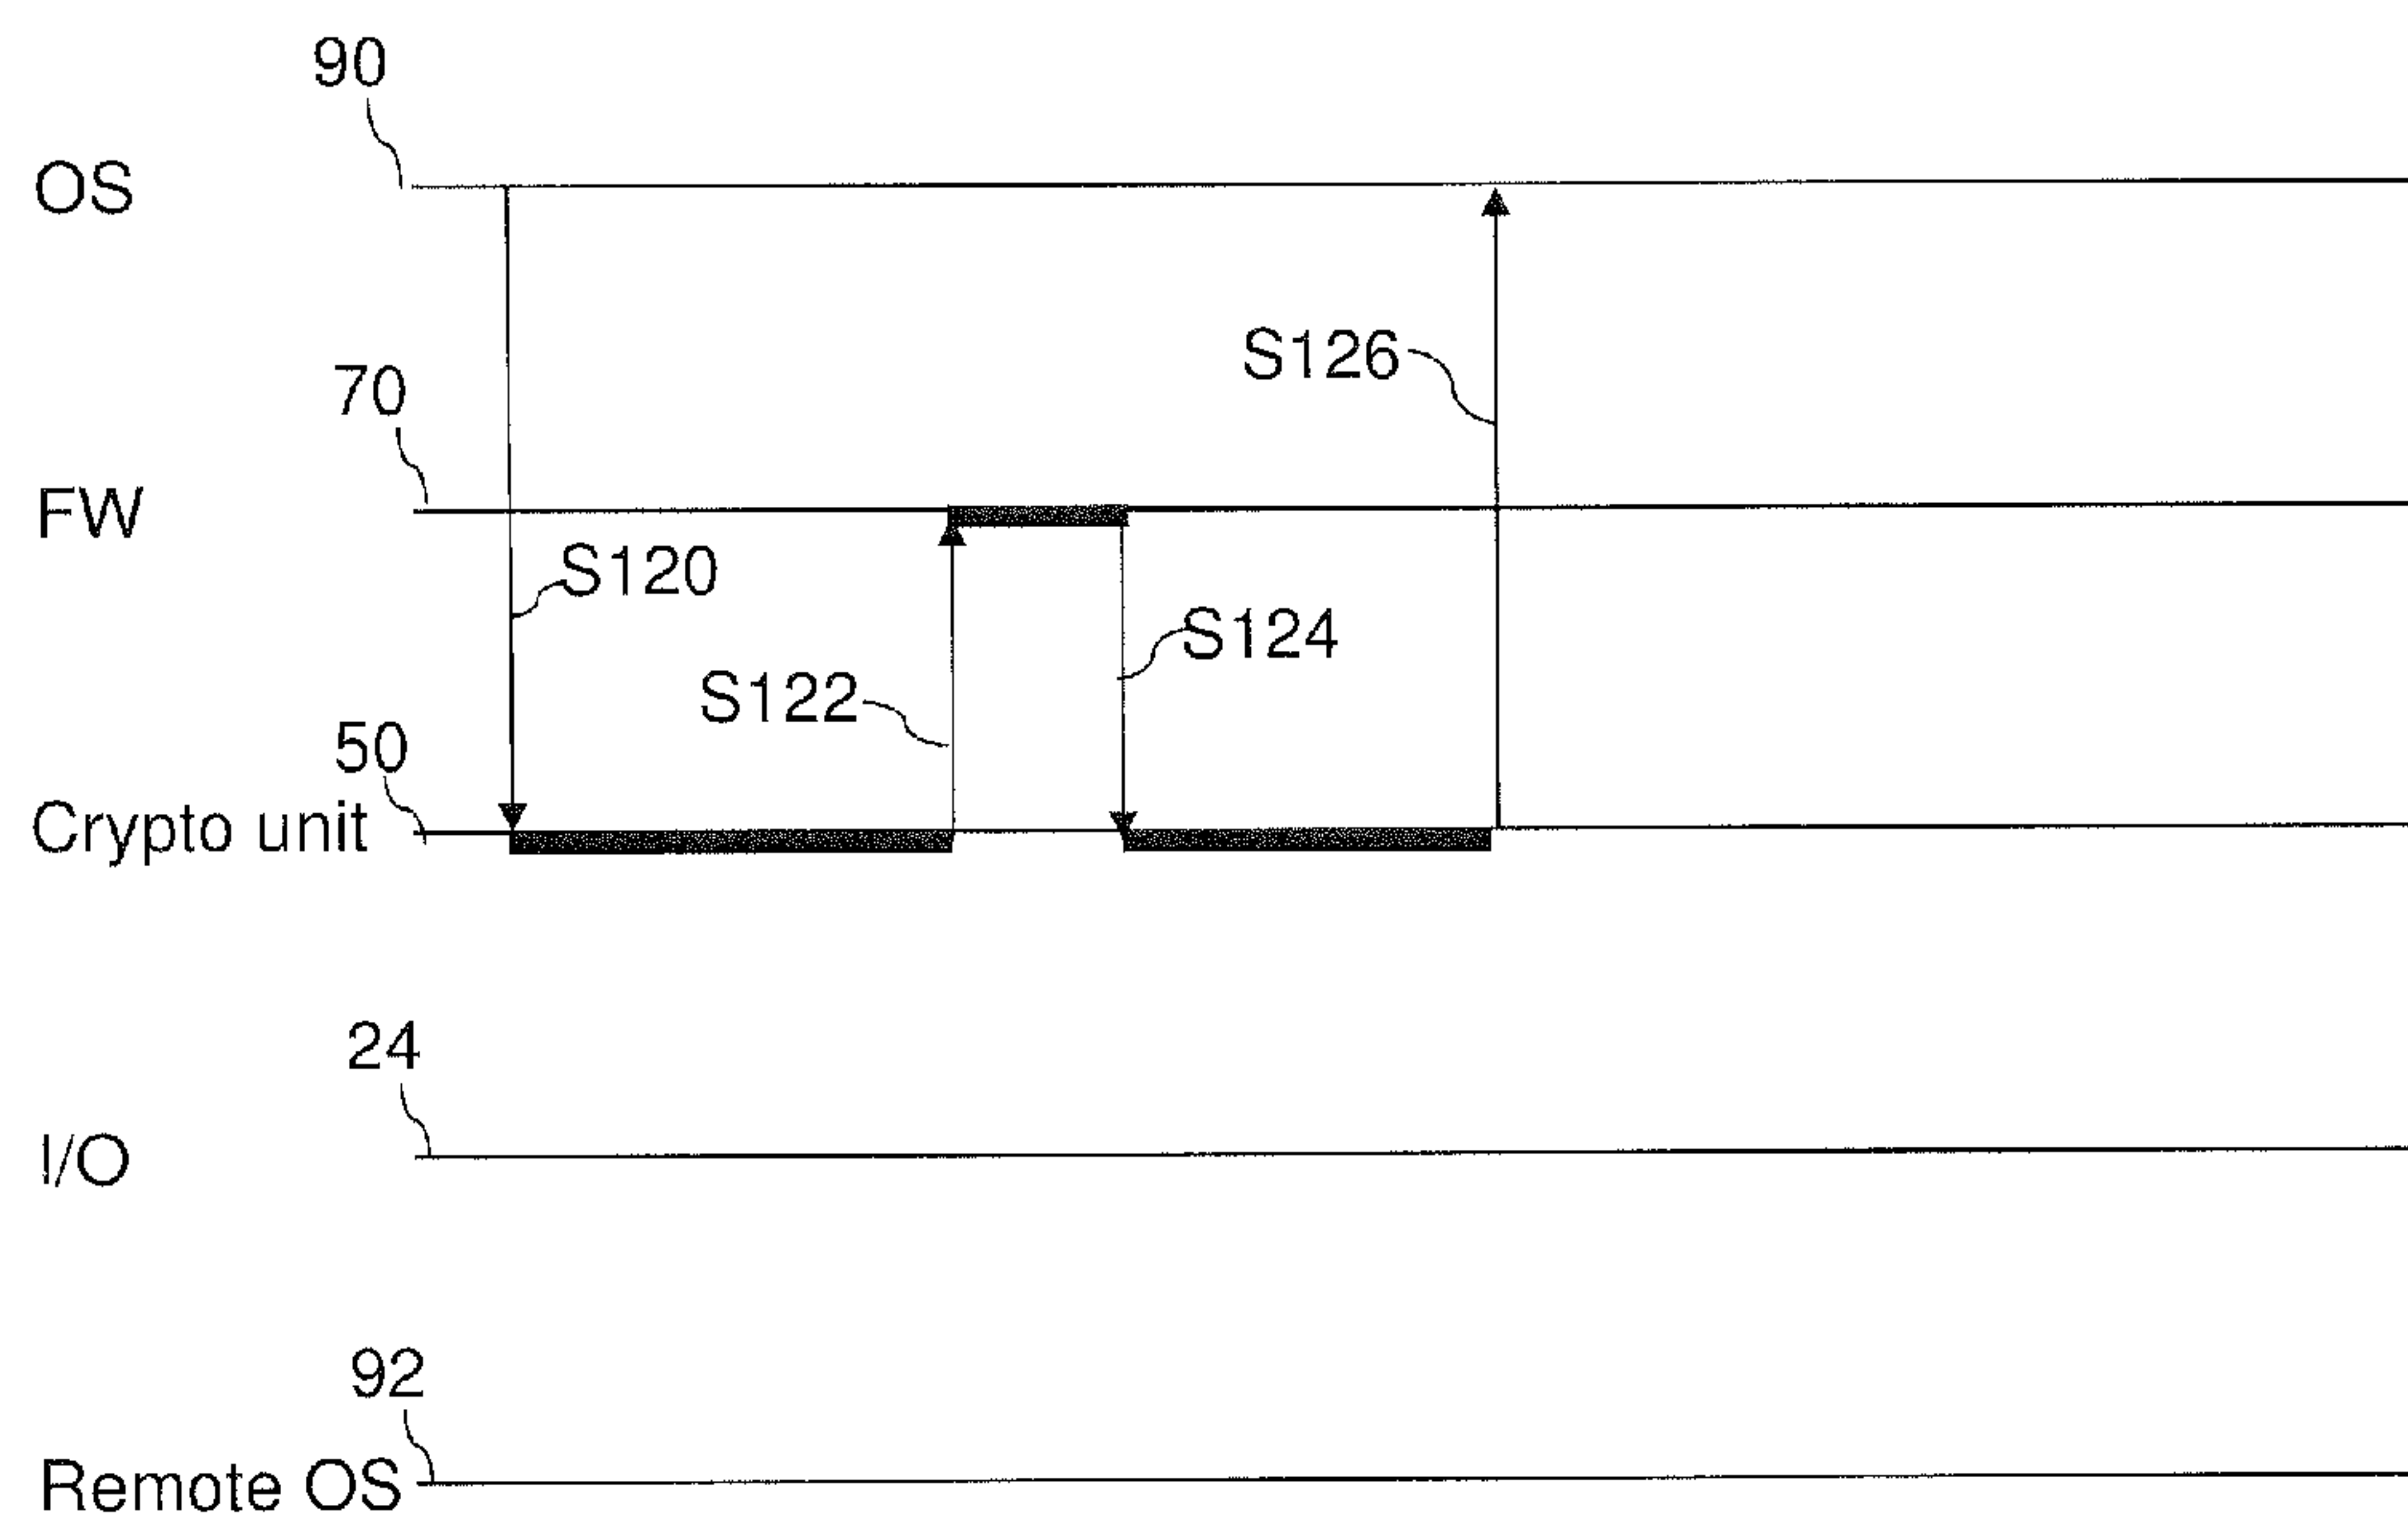 90
OS
S126
70
FW
S120
S124
S122
50
Crypto unit
24
I/O
92
Remote OS